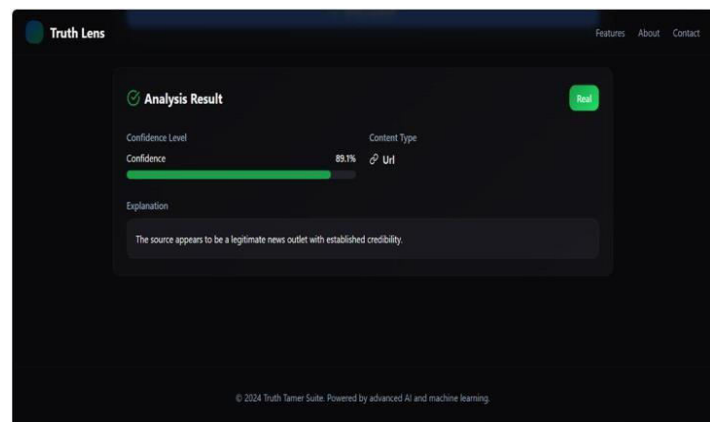 Truth Lens
Features About Contact
Analysis Result
Real
Confidence Level
Confidence 89.1%
Content Type
Url
Explanation
The source appears to be a legitimate news outlet with established credibility.
© 2024 Truth Tamer Suite. Powered by advanced AI and machine learning.